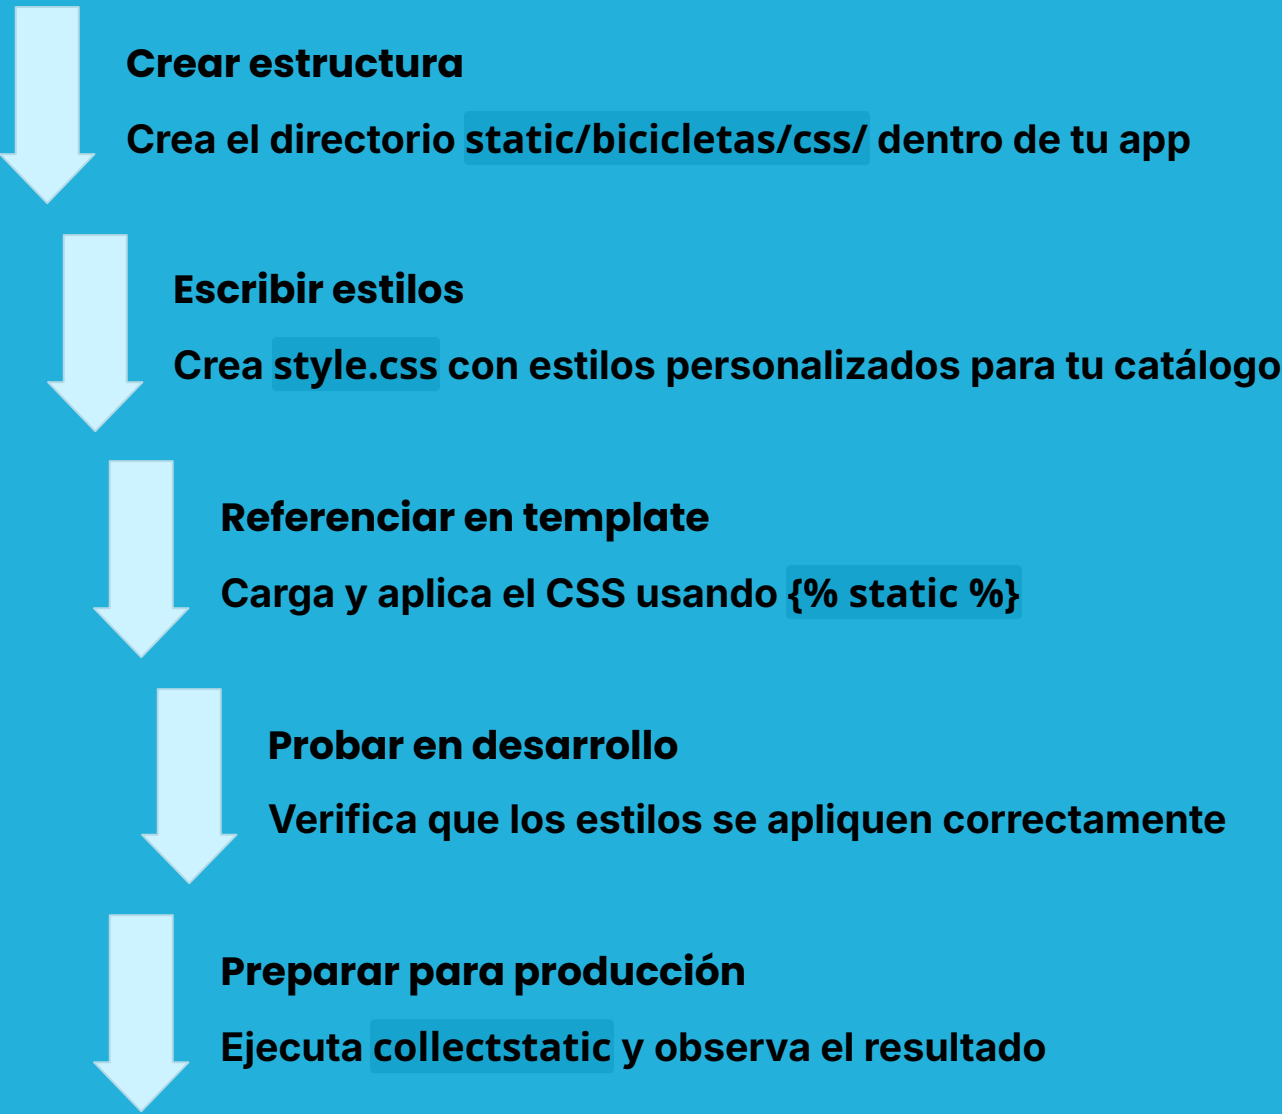 Crear estructura
Crea el directorio static/bicicletas/css/ dentro de tu app
Escribir estilos
Crea style.css con estilos personalizados para tu catálogo
Referenciar en template
Carga y aplica el CSS usando {% static %}
Probar en desarrollo
Verifica que los estilos se apliquen correctamente
Preparar para producción
Ejecuta collectstatic y observa el resultado